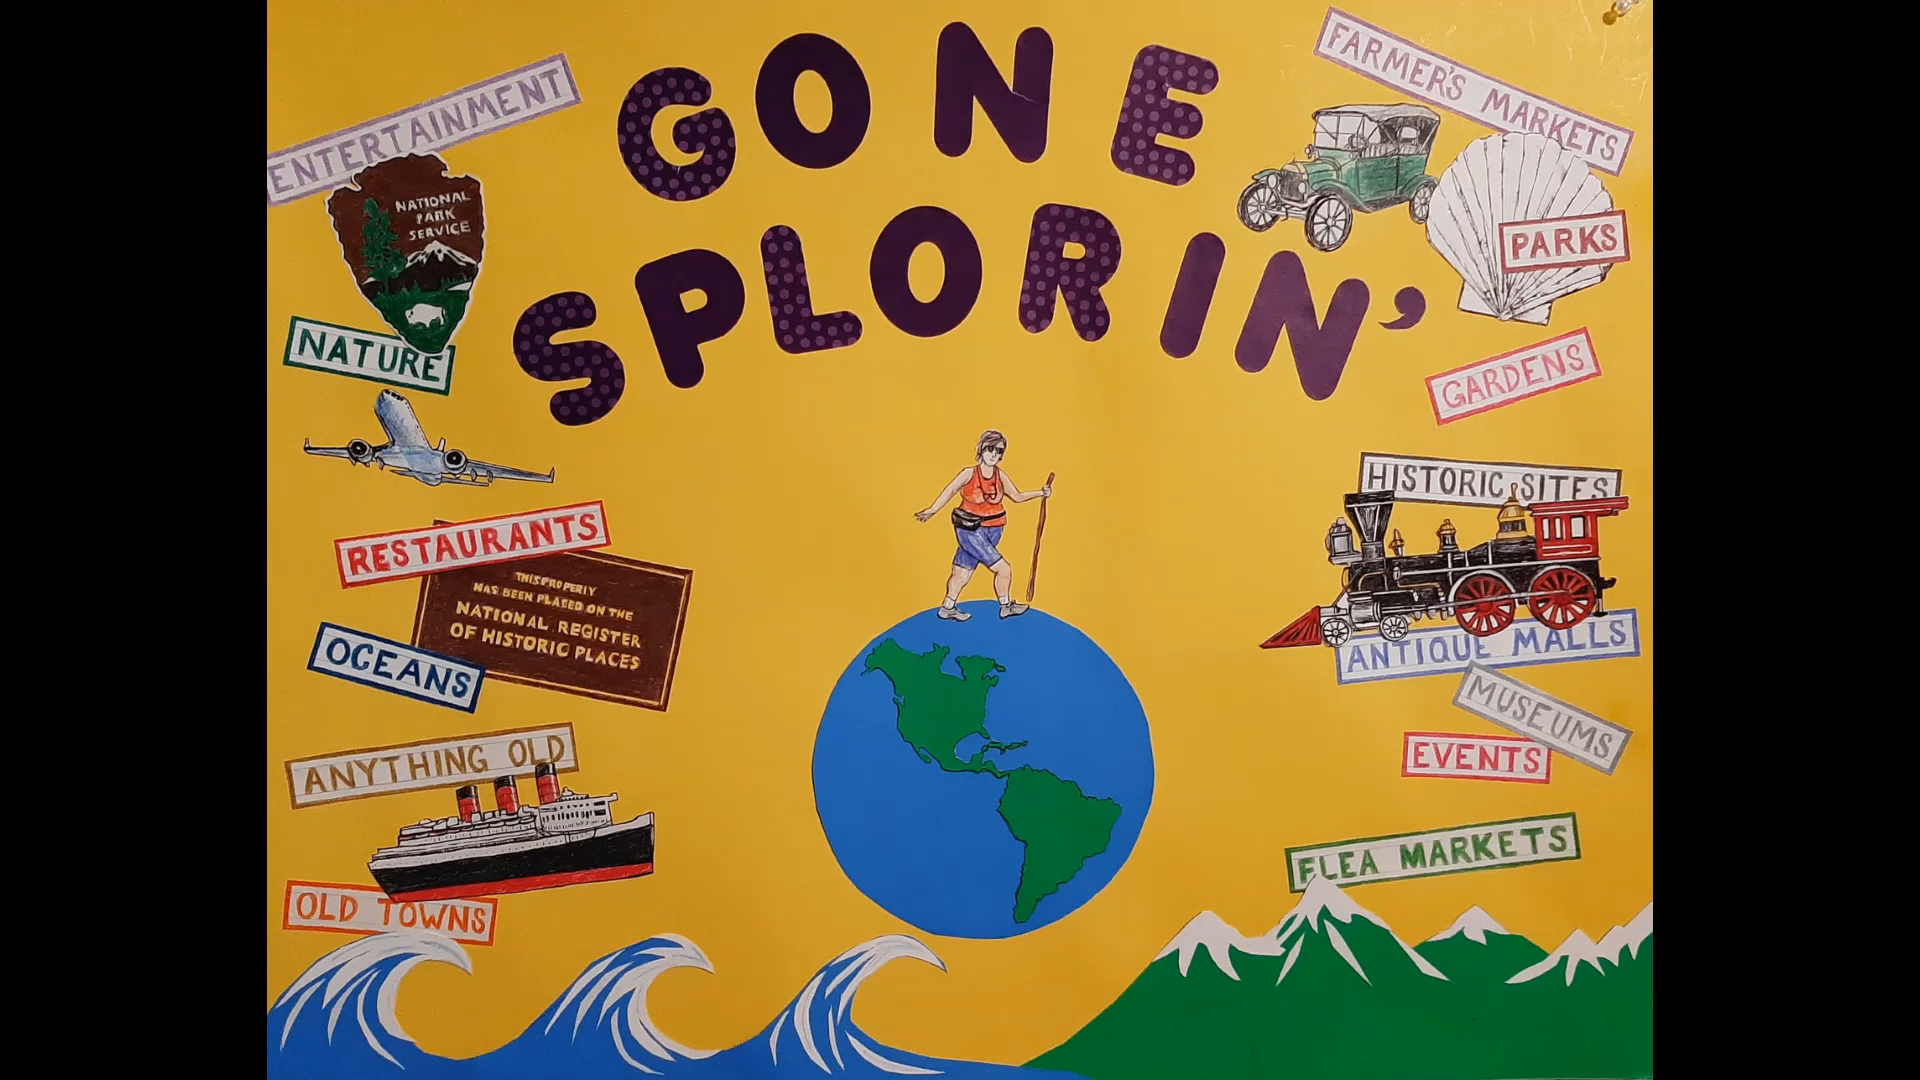 GONE
SPLORIN'
ENTERTAINMENT
NATIONAL
PARK
SERVICE
NATURE
RESTAURANTS
THIS PROPERIY
HAS BEEN PLACED ON THE
NATIONAL REGISTER
OF HISTORIC PLACES
OCEANS
ANYTHING OLD
OLD TOWNS
FARMER'S MARKETS
PARKS
GARDENS
HISTORIC SITES
ANTIQUE MALLS
MUSEUMS
EVENTS
FLEA MARKETS